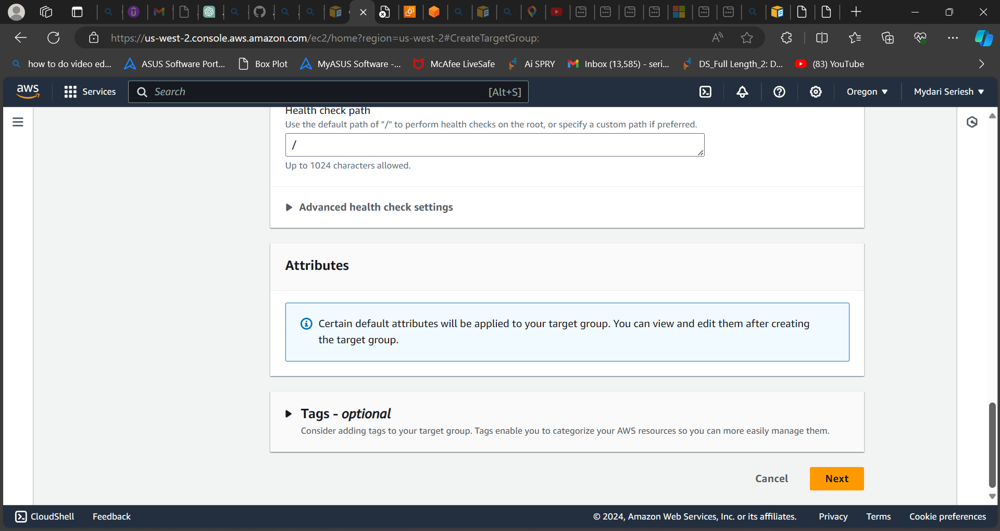 https://us-west-2.console.aws.amazon.com/ec2/home?region=us-west-2#CreateTargetGroup:
how to do video ed... ASUS Software Port... Box Plot MyASUS Software -... McAfee LiveSafe Ai SPRY Inbox (13,585) - seri... DS_Full Length_2: D... (83) YouTube
aws Services Search [Alt+S] Oregon Mydari Seriesh
Health check path
Use the default path of "/" to perform health checks on the root, or specify a custom path if preferred.
/
Up to 1024 characters allowed.
Advanced health check settings
Attributes
Certain default attributes will be applied to your target group. You can view and edit them after creating
the target group.
Tags - optional
Consider adding tags to your target group. Tags enable you to categorize your AWS resources so you can more easily manage them.
Cancel Next
CloudShell Feedback © 2024, Amazon Web Services, Inc. or its affiliates. Privacy Terms Cookie preferences